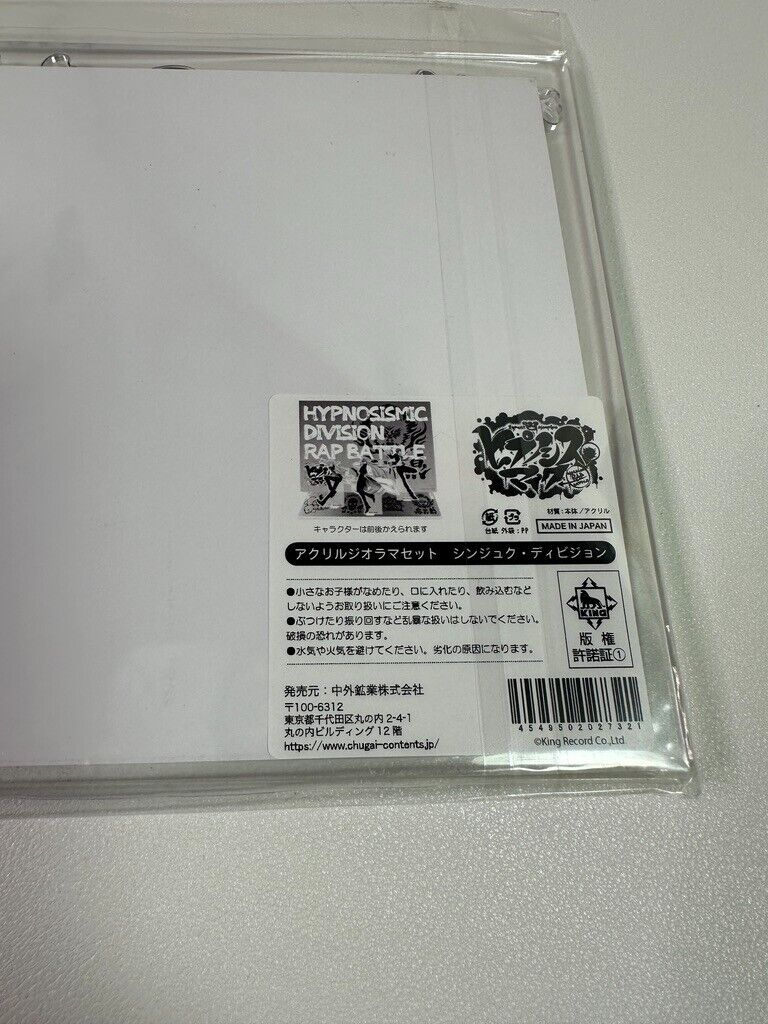 HYPNOSISMIC
DIVISION
RAP BATTLE
キャラクターは前後かえられます
ヒプノシス
マイク
材質：本体／アクリル
台紙 外袋：PP
MADE IN JAPAN
アクリルジオラマセット　シンジュク・ディビジョン
●小さなお子様がなめたり、口に入れたり、飲み込むなど
しないようお取り扱いにご注意ください。
●ぶつけたり振り回すなど乱暴な扱いはしないでください。
破損の恐れがあります。
●水気や火気を避けてください。劣化の原因になります。
KING
版権
許諾証①
発売元：中外鉱業株式会社
〒100-6312
東京都千代田区丸の内 2-4-1
丸の内ビルディング 12 階
https://www.chugai-contents.jp/
4549502027321
©King Record Co.,Ltd.